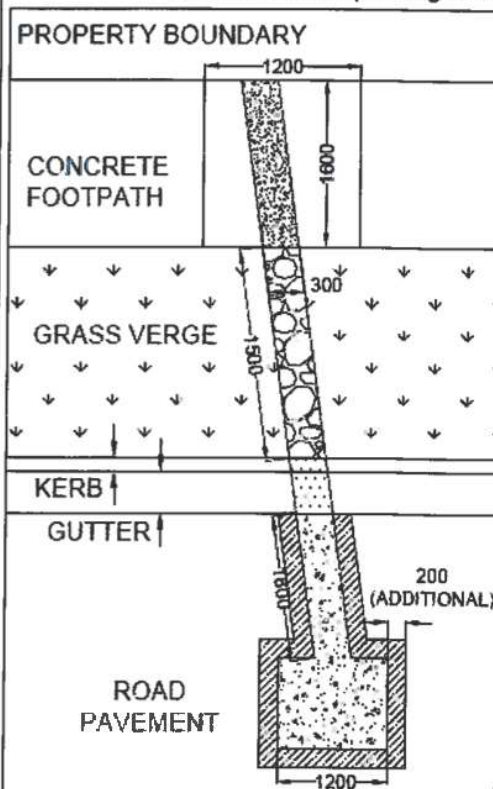 PROPERTY BOUNDARY
1200
CONCRETE
FOOTPATH
1600
300
GRASS VERGE
1500
KERB
GUTTER
1600
200
(ADDITIONAL)
ROAD
PAVEMENT
1200